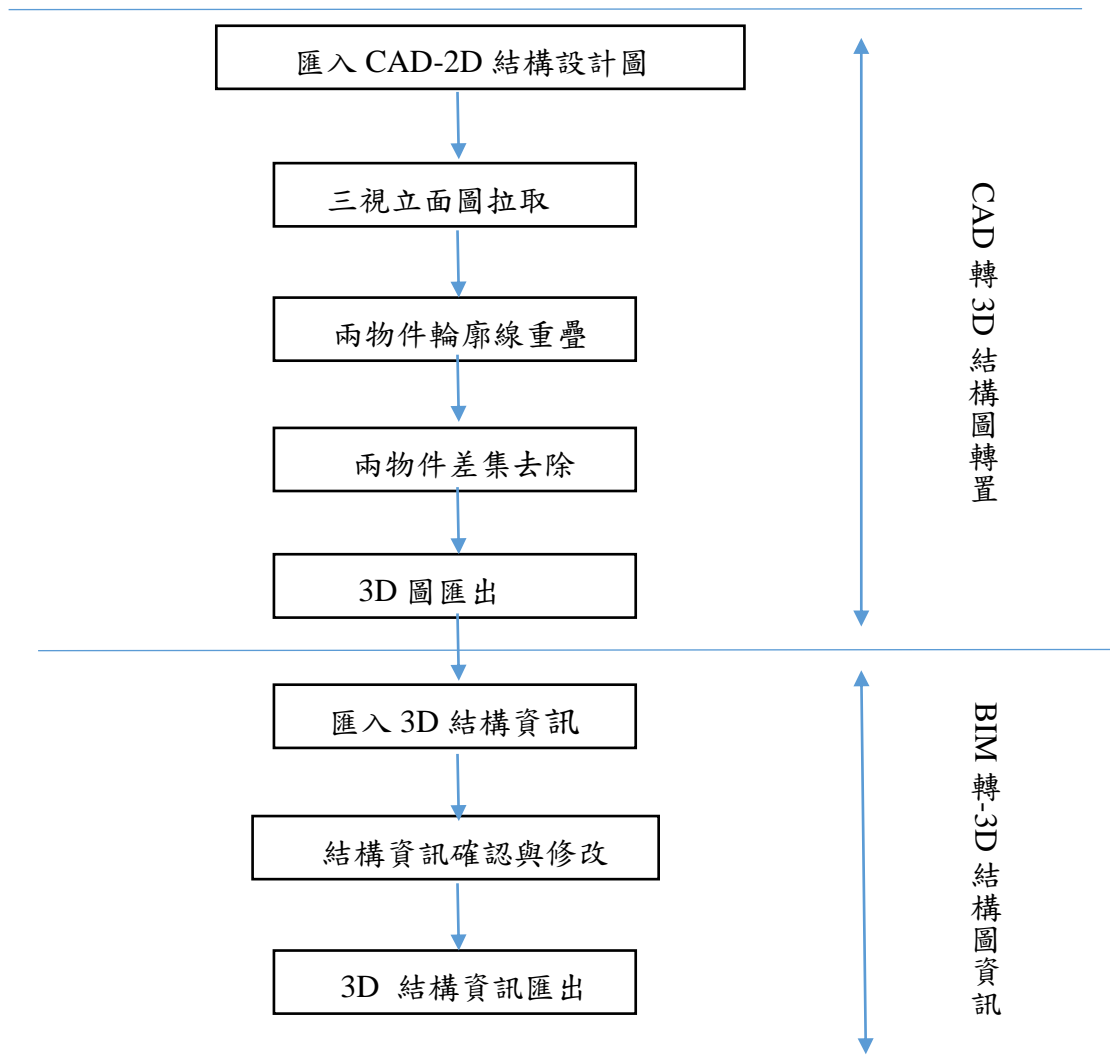 匯入 CAD-2D 結構設計圖
三視立面圖拉取
兩物件輪廓線重疊
兩物件差集去除
3D 圖匯出
CAD 轉 3D 結構圖轉置
匯入 3D 結構資訊
結構資訊確認與修改
3D 結構資訊匯出
BIM 轉-3D 結構圖資訊